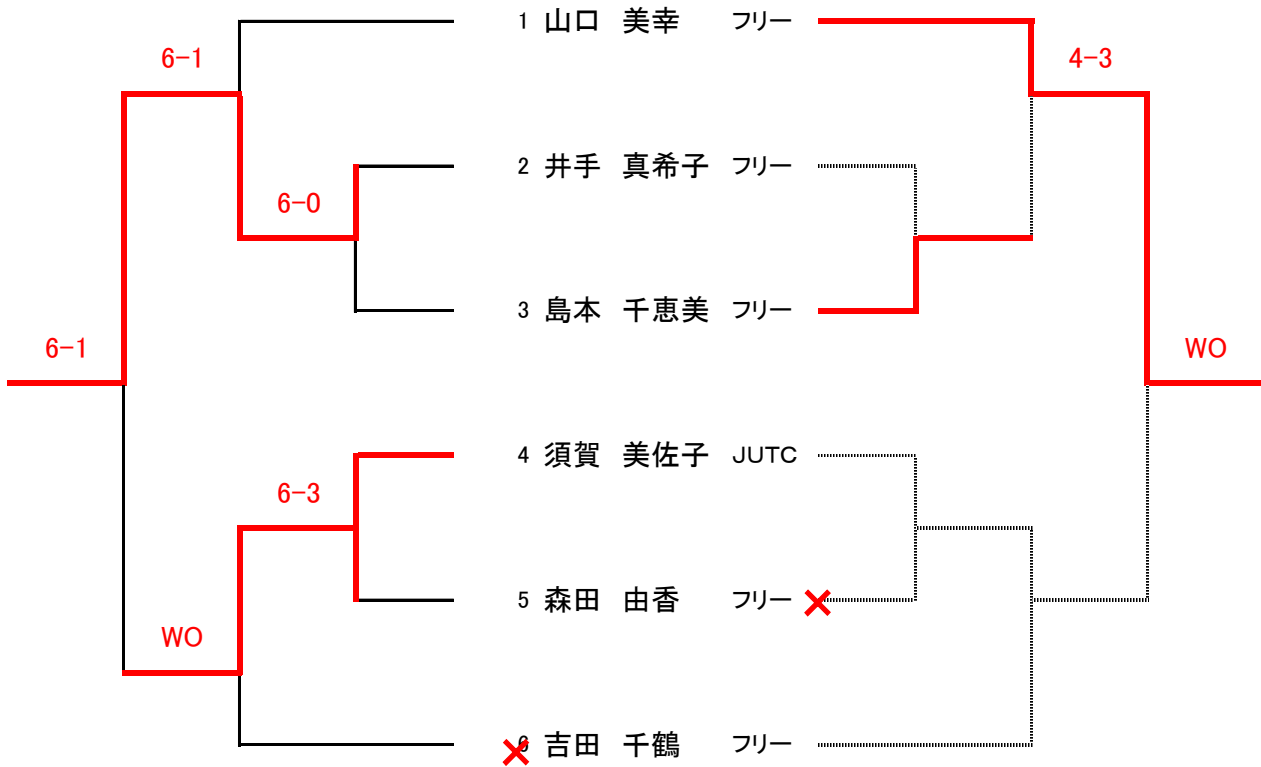 1 山口 美幸 フリー
6-1
4-3
2 井手 真希子 フリー
6-0
3 島本 千恵美 フリー
6-1
WO
4 須賀 美佐子 JUTC
6-3
5 森田 由香 フリー
WO
6 吉田 千鶴 フリー